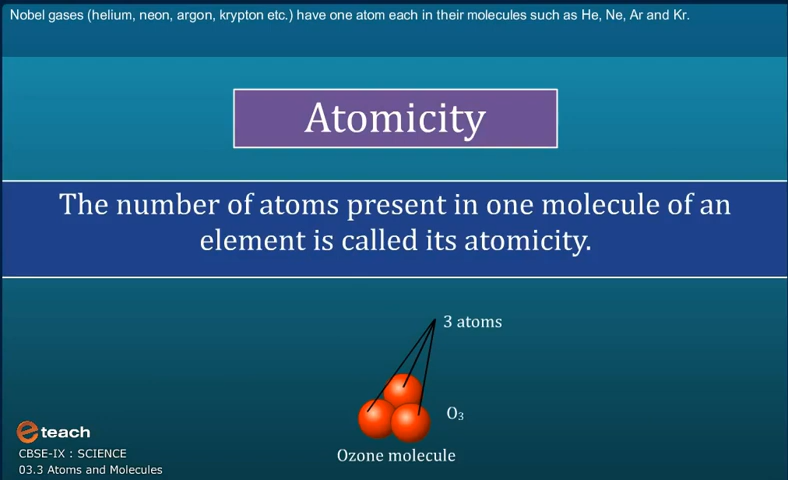 Nobel gases (helium, neon, argon, krypton etc.) have one atom each in their molecules such as He, Ne, Ar and Kr.
Atomicity
The number of atoms present in one molecule of an
element is called its atomicity.
3 atoms
O₃
Ozone molecule
e teach
CBSE-IX : SCIENCE
03.3 Atoms and Molecules